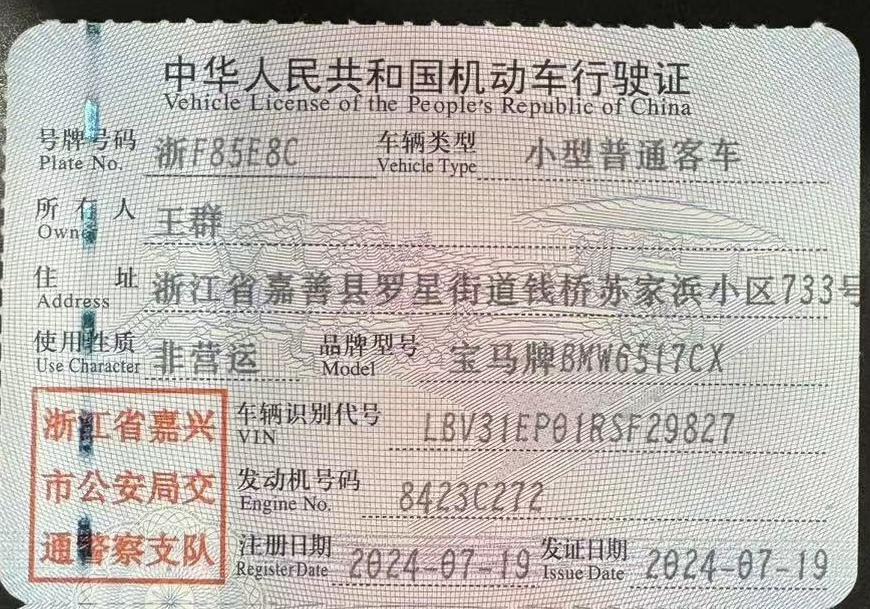 中华人民共和国机动车行驶证
Vehicle License of the People's Republic of China
号牌号码 浙F85E8C 车辆类型 小型普通客车
Plate No. Vehicle Type
所有人 王群
Owner
住址 浙江省嘉善县罗星街道钱桥苏家浜小区733号
Address
使用性质 非营运 品牌型号 宝马牌BMW6517CX
Use Character Model
浙江省嘉兴
市公安局交
通警察支队
车辆识别代号 LBV31EP01RSF29827
VIN
发动机号码 8423C272
Engine No.
注册日期 2024-07-19 发证日期 2024-07-19
Register Date Issue Date